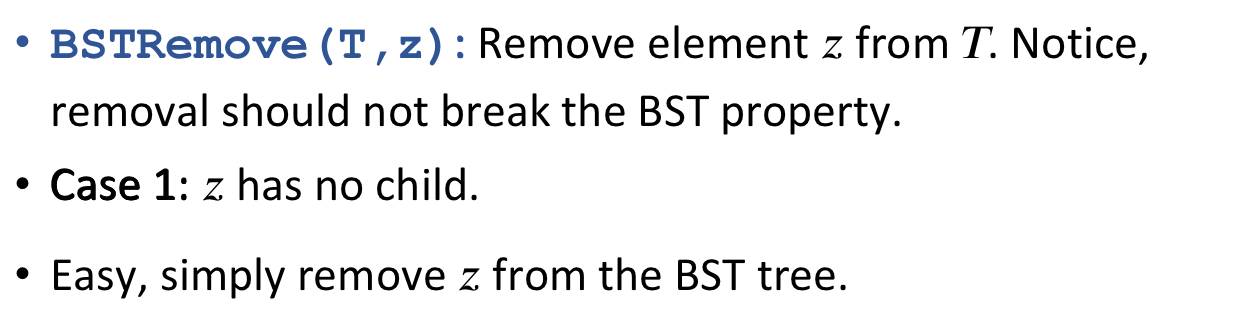 • BSTRemove(T,z): Remove element z from T. Notice,
removal should not break the BST property.
• Case 1: z has no child.
• Easy, simply remove z from the BST tree.